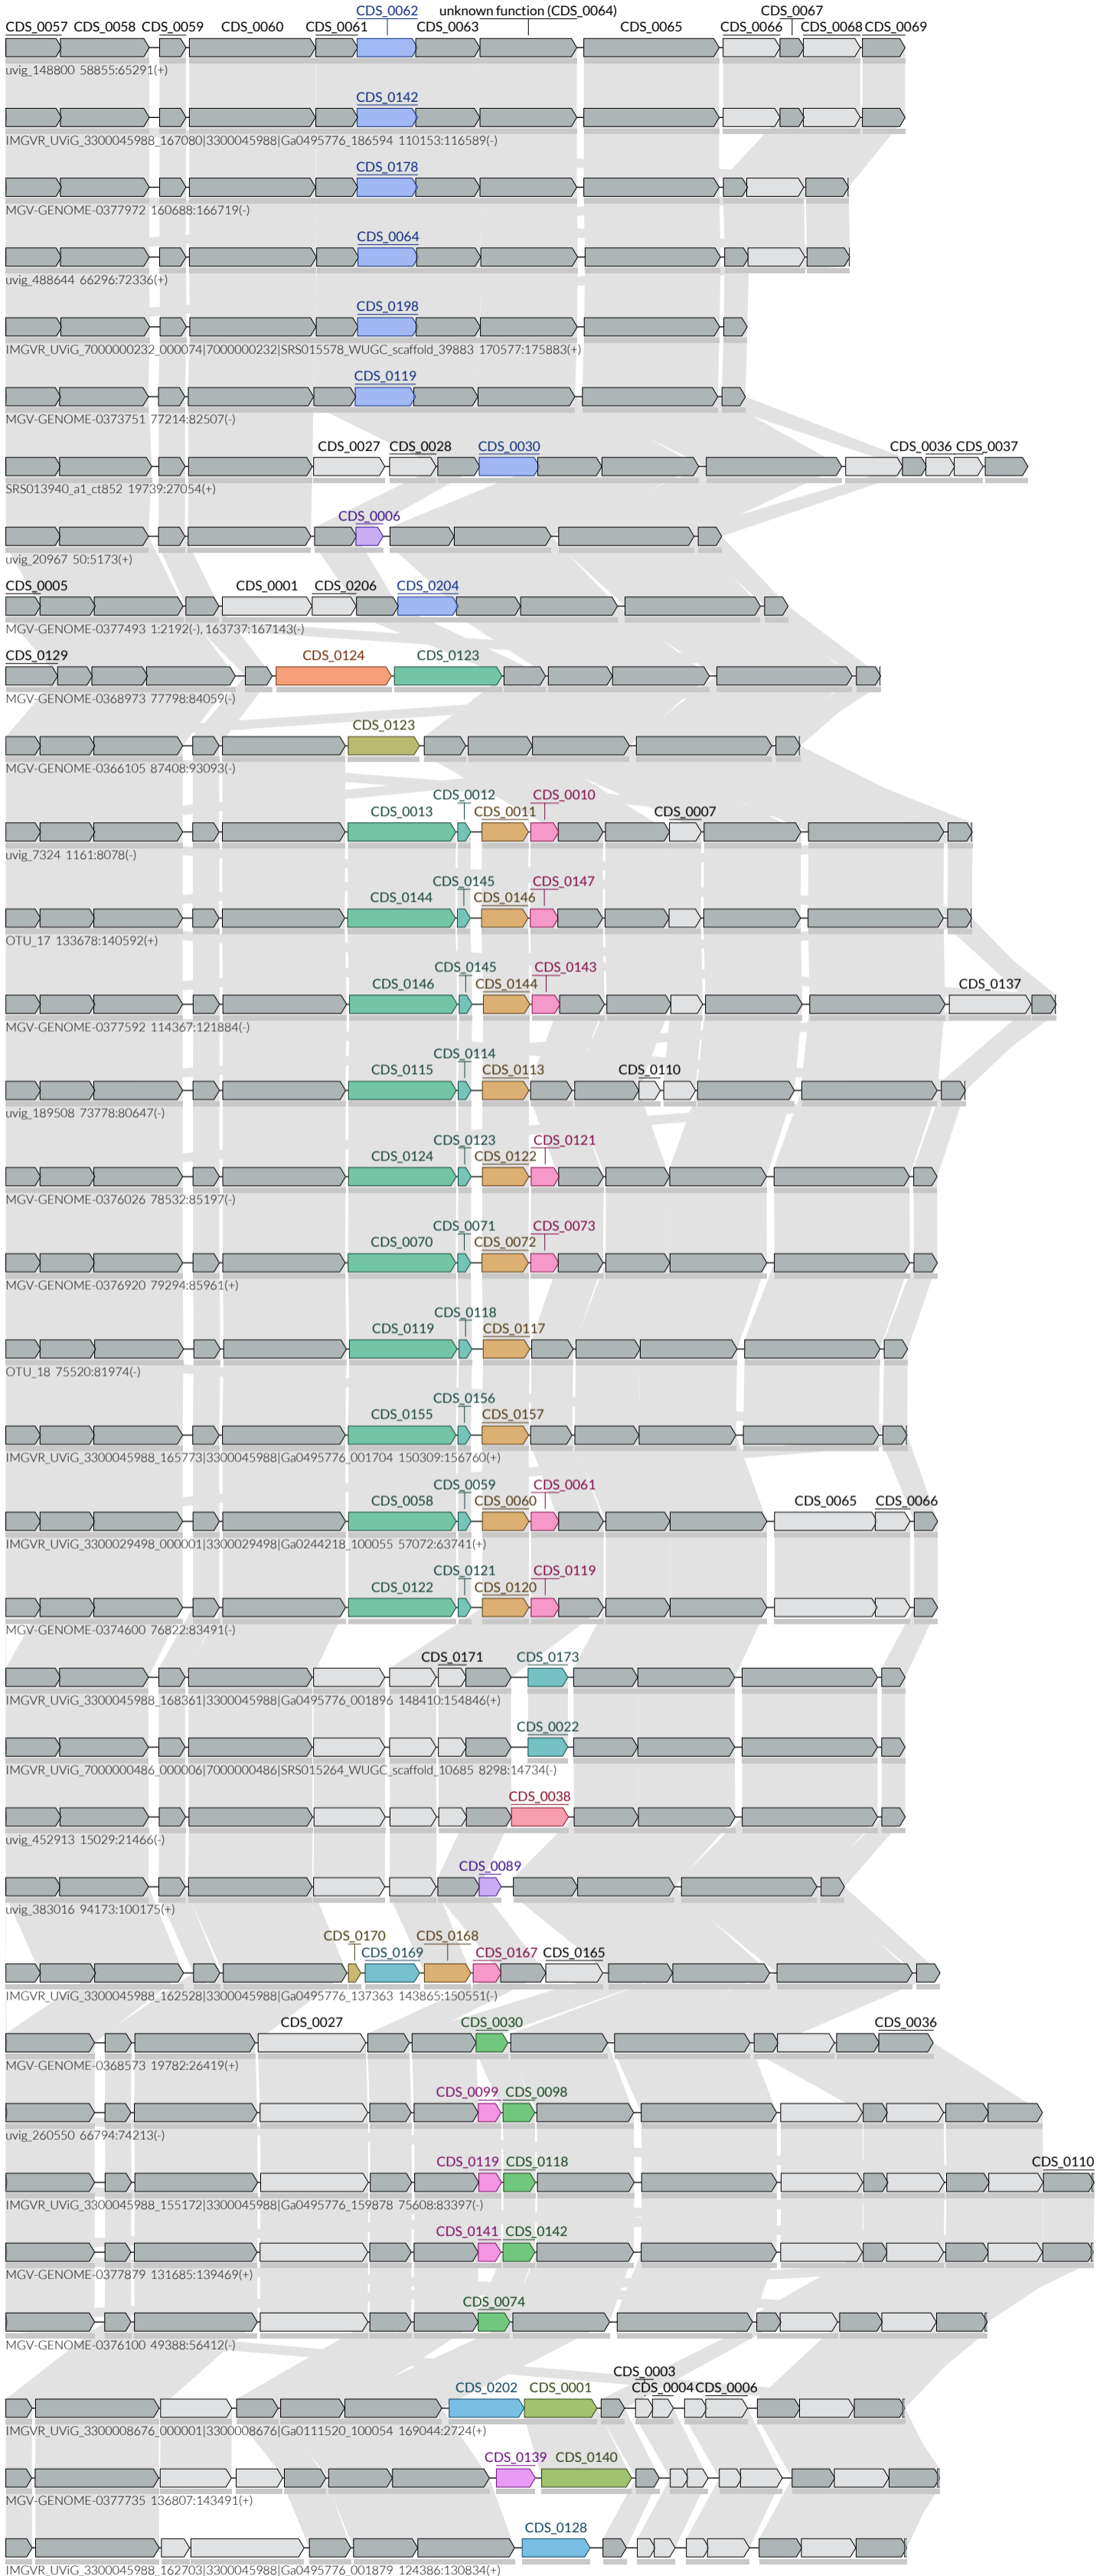 CDS_0062 unknown function (CDS_0064) CDS_0067
CDS_0057 CDS_0058 CDS_0059 CDS_0060 CDS_0061 CDS_0063 CDS_0065 CDS_0066 CDS_0068 CDS_0069
uvig_148800 58855:65291(+)
CDS_0142
IMGVR_UViG_3300045988_167080|3300045988|Ga0495776_186594 110153:116589(-)
CDS_0178
MGV-GENOME-0377972 160688:166719(-)
CDS_0064
uvig_488644 66296:72336(+)
CDS_0198
IMGVR_UViG_7000000232_000074|7000000232|SRS015578_WUGC_scaffold_39883 170577:175883(+)
CDS_0119
MGV-GENOME-0373751 77214:82507(-)
CDS_0027 CDS_0028 CDS_0030 CDS_0036 CDS_0037
SRS013940_a1_ct852 19739:27054(+)
CDS_0006
uvig_20967 50:5173(+)
CDS_0005 CDS_0001 CDS_0206 CDS_0204
MGV-GENOME-0377493 1:2192(-), 163737:167143(-)
CDS_0129 CDS_0124 CDS_0123
MGV-GENOME-0368973 77798:84059(-)
CDS_0123
MGV-GENOME-0366105 87408:93093(-)
CDS_0012 CDS_0010
CDS_0013 CDS_0011 CDS_0007
uvig_7324 1161:8078(-)
CDS_0145 CDS_0147
CDS_0144 CDS_0146
OTU_17 133678:140592(+)
CDS_0145 CDS_0143
CDS_0146 CDS_0144 CDS_0137
MGV-GENOME-0377592 114367:121884(-)
CDS_0114
CDS_0115 CDS_0113 CDS_0110
uvig_189508 73778:80647(-)
CDS_0123 CDS_0121
CDS_0124 CDS_0122
MGV-GENOME-0376026 78532:85197(-)
CDS_0071 CDS_0073
CDS_0070 CDS_0072
MGV-GENOME-0376920 79294:85961(+)
CDS_0118
CDS_0119 CDS_0117
OTU_18 75520:81974(-)
CDS_0156
CDS_0155 CDS_0157
IMGVR_UViG_3300045988_165773|3300045988|Ga0495776_001704 150309:156760(+)
CDS_0059 CDS_0061
CDS_0058 CDS_0060 CDS_0065 CDS_0066
IMGVR_UViG_3300029498_000001|3300029498|Ga0244218_100055 57072:63741(+)
CDS_0121 CDS_0119
CDS_0122 CDS_0120
MGV-GENOME-0374600 76822:83491(-)
CDS_0171 CDS_0173
IMGVR_UViG_3300045988_168361|3300045988|Ga0495776_001896 148410:154846(+)
CDS_0022
IMGVR_UViG_7000000486_000006|7000000486|SRS015264_WUGC_scaffold_10685 8298:14734(-)
CDS_0038
uvig_452913 15029:21466(-)
CDS_0089
uvig_383016 94173:100175(+)
CDS_0170 CDS_0168
CDS_0169 CDS_0167 CDS_0165
IMGVR_UViG_3300045988_162528|3300045988|Ga0495776_137363 143865:150551(-)
CDS_0027 CDS_0030 CDS_0036
MGV-GENOME-0368573 19782:26419(+)
CDS_0099 CDS_0098
uvig_260550 66794:74213(-)
CDS_0119 CDS_0118 CDS_0110
IMGVR_UViG_3300045988_155172|3300045988|Ga0495776_159878 75608:83397(-)
CDS_0141 CDS_0142
MGV-GENOME-0377879 131685:139469(+)
CDS_0074
MGV-GENOME-0376100 49388:56412(-)
CDS_0003
CDS_0202 CDS_0001 CDS_0004 CDS_0006
IMGVR_UViG_3300008676_000001|3300008676|Ga0111520_100054 169044:2724(+)
CDS_0139 CDS_0140
MGV-GENOME-0377735 136807:143491(+)
CDS_0128
IMGVR_UViG_3300045988_162703|3300045988|Ga0495776_001879 124386:130834(+)